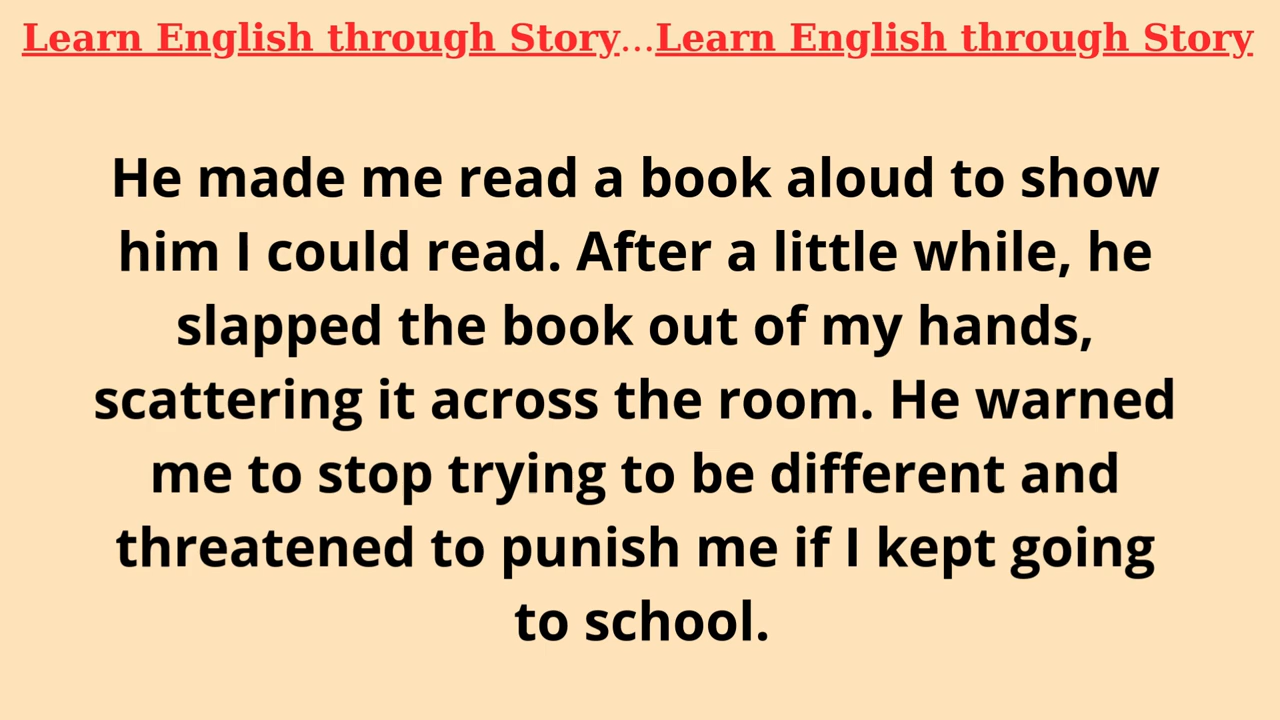 Learn English through Story...Learn English through Story
He made me read a book aloud to show
him I could read. After a little while, he
slapped the book out of my hands,
scattering it across the room. He warned
me to stop trying to be different and
threatened to punish me if I kept going
to school.